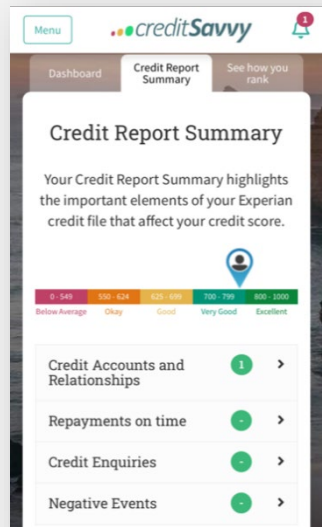 Menu
creditSavvy
1
Dashboard
Credit Report
Summary
See how you
rank
Credit Report Summary
Your Credit Report Summary highlights
the important elements of your Experian
credit file that affect your credit score.
0 - 549 550 - 624 625 - 699 700 - 799 800 - 1000
Below Average Okay Good Very Good Excellent
Credit Accounts and
Relationships
1
Repayments on time -
Credit Enquiries -
Negative Events -